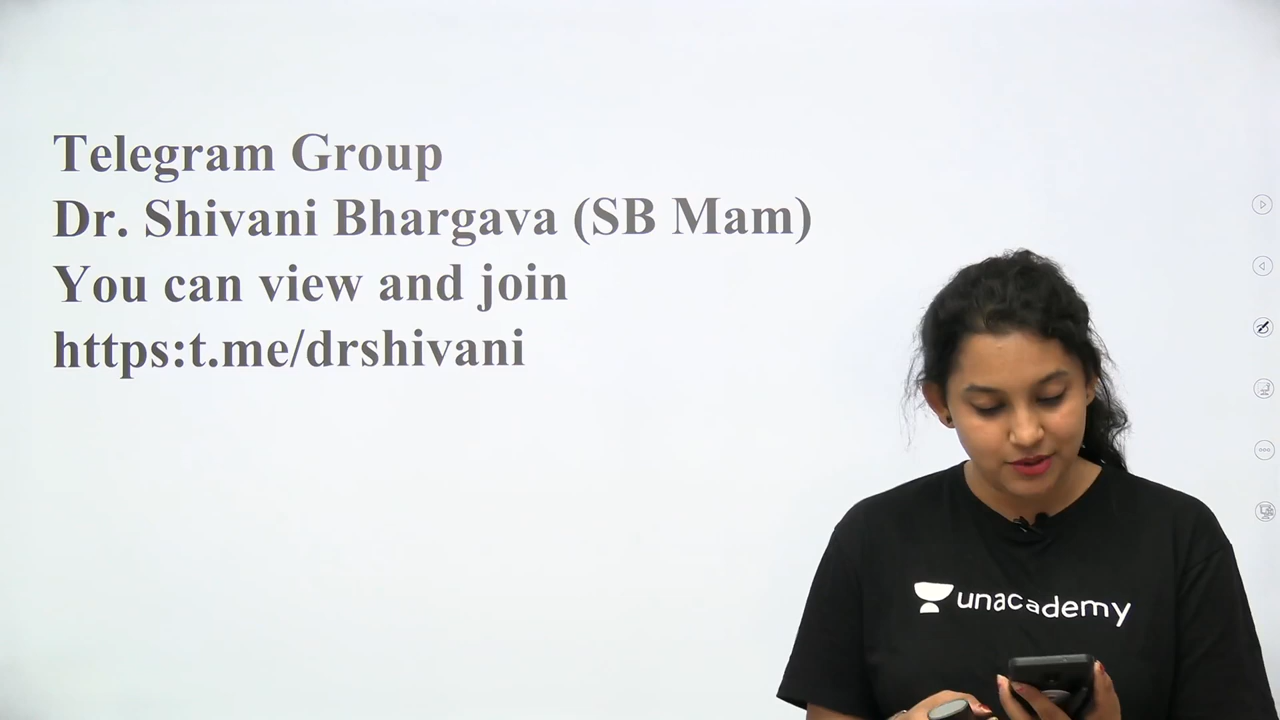 Telegram Group
Dr. Shivani Bhargava (SB Mam)
You can view and join
https:t.me/drshivani
unacademy